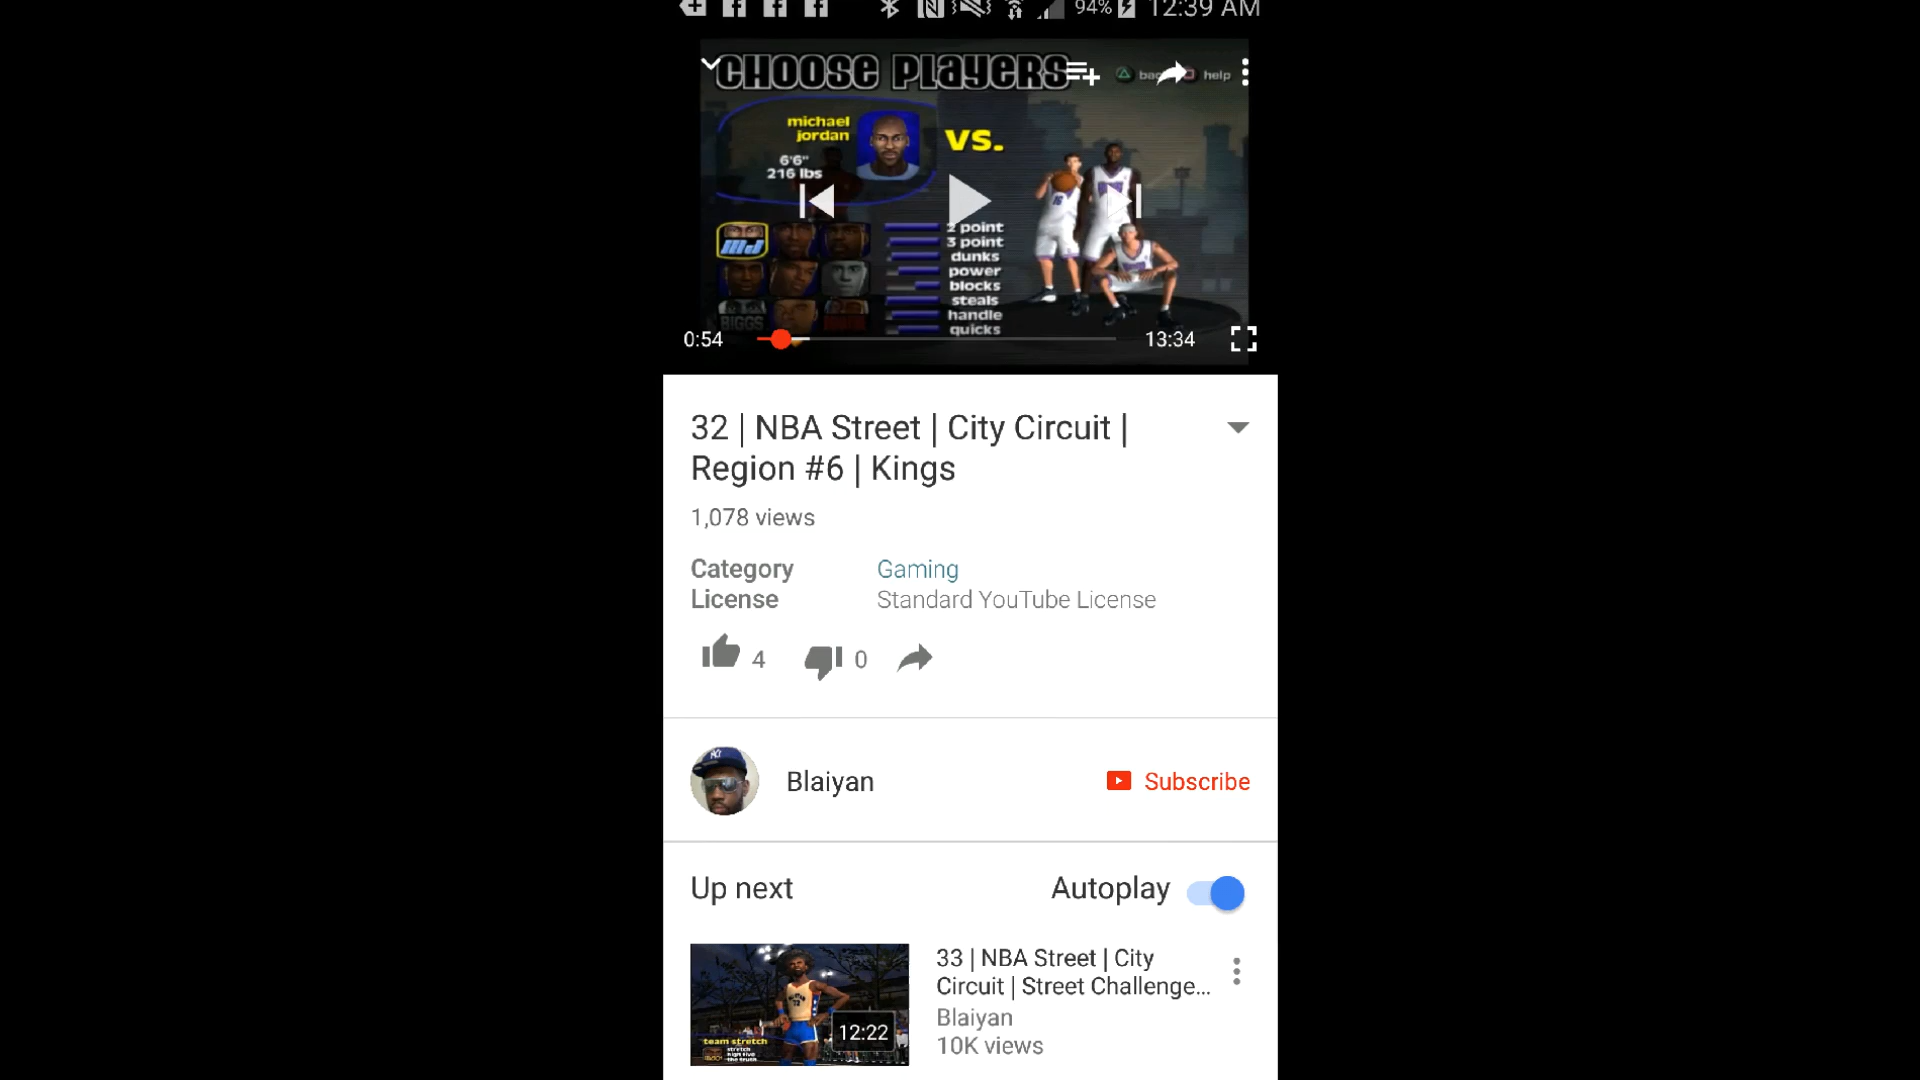 94% 12:39 AM
CHOOSE PLAYERS
help
michael
jordan
VS.
6'6"
216 lbs
MJ
2 point
3 point
dunks
power
blocks
steals
handle
quicks
BIGGS
0:54
13:34
32 | NBA Street | City Circuit |
Region #6 | Kings
1,078 views
Category Gaming
License Standard YouTube License
4 0
Blaiyan
Subscribe
Up next
Autoplay
33 | NBA Street | City
Circuit | Street Challenge...
Blaiyan
10K views
12:22
team stretch
stretch